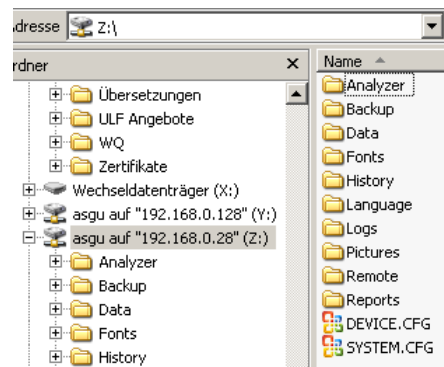 Adresse Z:\
rdner
Übersetzungen
ULF Angebote
WQ
Zertifikate
Wechseldatenträger (X:)
asgu auf "192.168.0.128" (Y:)
asgu auf "192.168.0.28" (Z:)
Analyzer
Backup
Data
Fonts
History
Name
Analyzer
Backup
Data
Fonts
History
Language
Logs
Pictures
Remote
Reports
DEVICE.CFG
SYSTEM.CFG